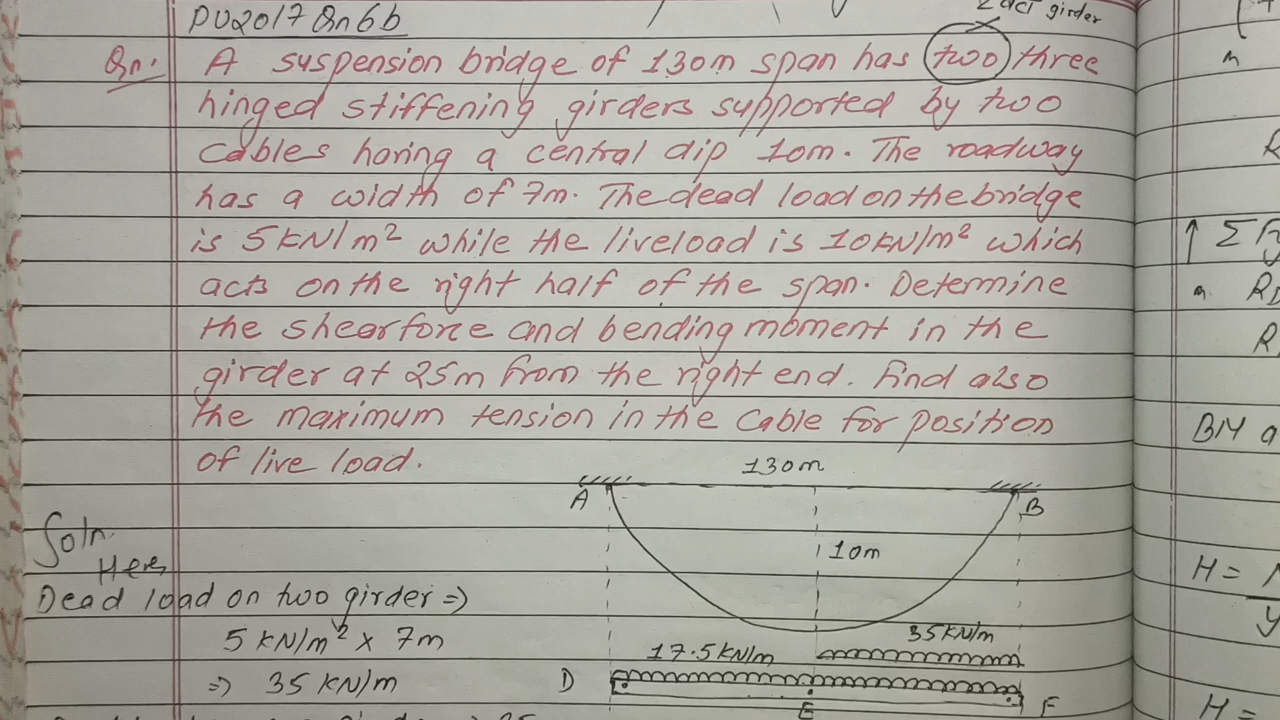 PU2017 Qn6b
girder
Qn: A suspension bridge of 130m span has two three
hinged stiffening girders supported by two
cables having a central dip 10m. The roadway
has a width of 7m. The dead load on the bridge
is 5KN/m² while the liveload is 10KN/m² which
acts on the right half of the span. Determine
the shearforce and bending moment in the
girder at 25m from the right end. Find also
the maximum tension in the cable for position
of live load.
130m
A
B
10m
Soln.
Here,
Dead load on two girder =>
5 KN/m² x 7m
=> 35 KN/m
35KN/m
17.5KN/m
D
E
F
m
ΣFy
BM a
H =
y
H =